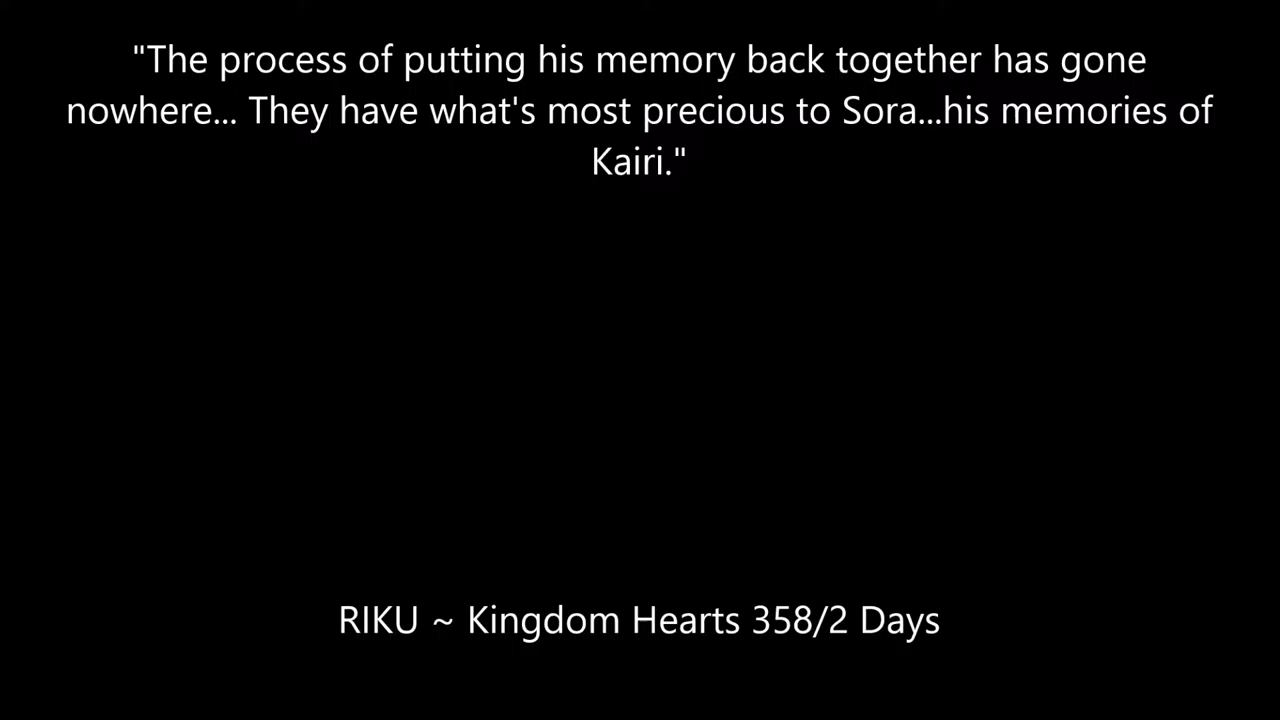 "The process of putting his memory back together has gone
nowhere... They have what's most precious to Sora...his memories of
Kairi."
RIKU ~ Kingdom Hearts 358/2 Days